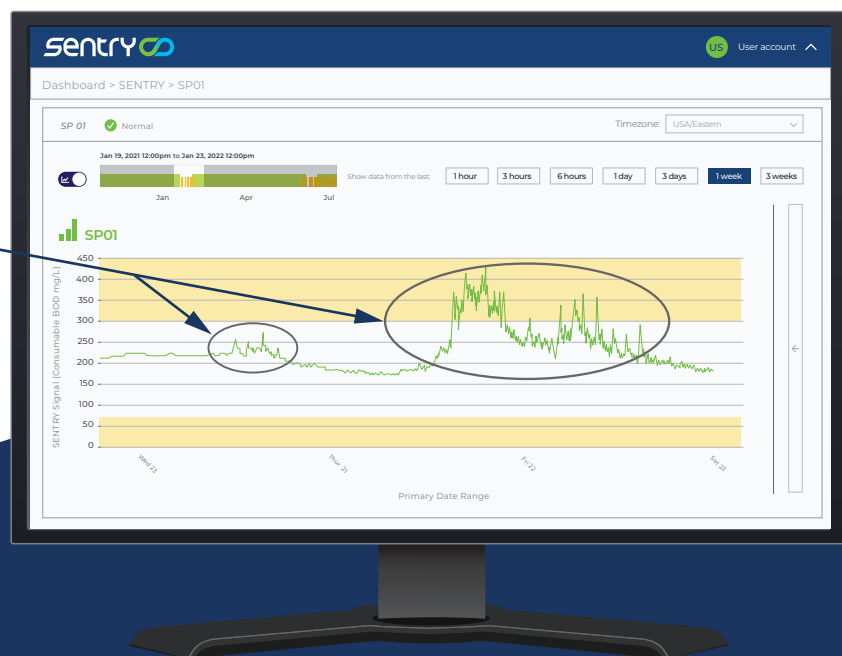 sentry
US User account
Dashboard > SENTRY > SP01
SP 01 Normal
Timezone: USA/Eastern
Jan 19, 2021 12:00pm to Jan 23, 2022 12:00pm
Show data from the last: 1 hour 3 hours 6 hours 1 day 3 days 1 week 3 weeks
Jan Apr Jul
SP01
SENTRY Signal (Consumable BOD mg/L)
450
400
350
300
250
200
150
100
50
0
Wed 23 Thur 21 Fri 22 Sat 23
Primary Date Range